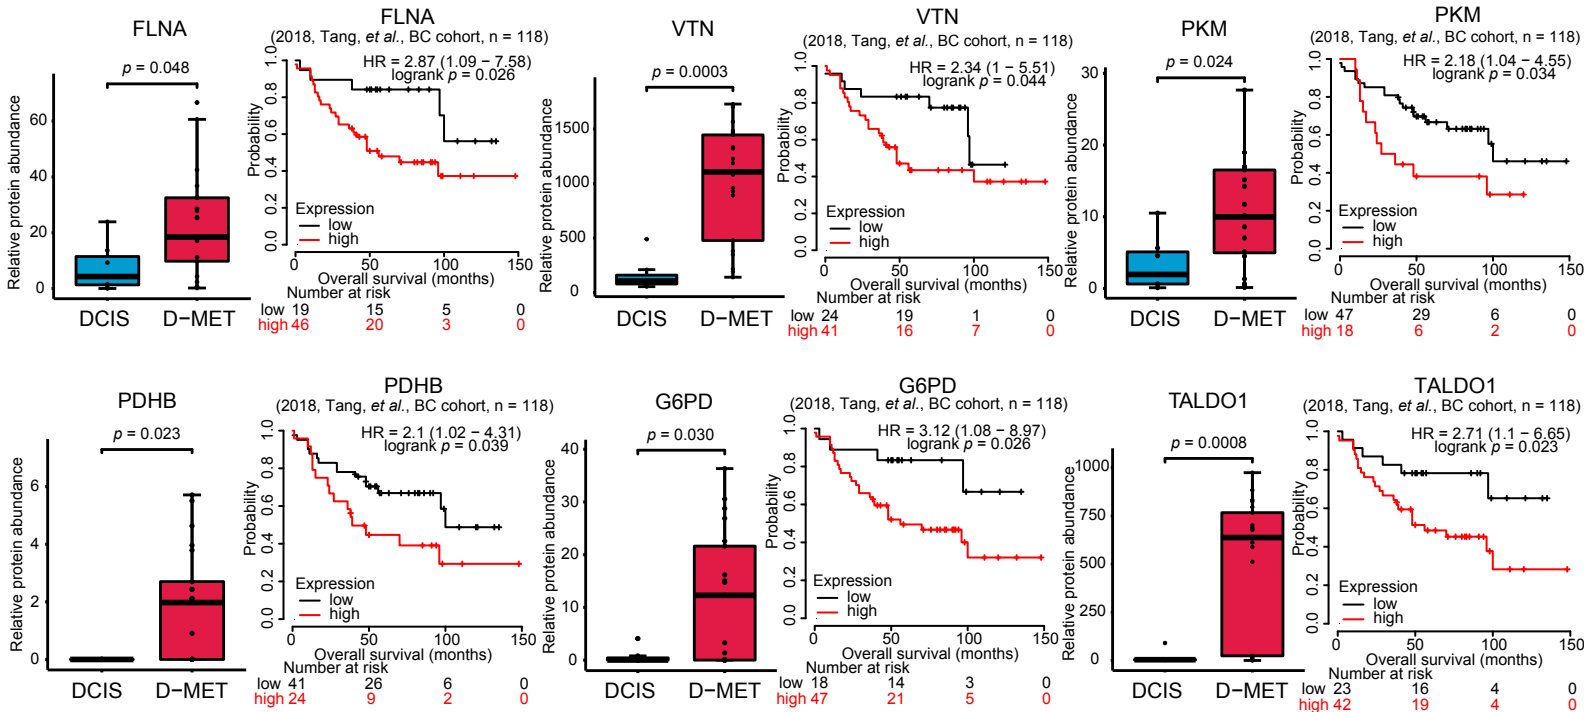 FLNA
p = 0.048
Relative protein abundance
60
40
20
0
DCIS D−MET
FLNA
(2018, Tang, et al., BC cohort, n = 118)
HR = 2.87 (1.09 − 7.58)
logrank p = 0.026
Probability
1.0
0.8
0.6
0.4
0.2
0.0
Expression
low
high
0 50 100 150
Overall survival (months)
Number at risk
low 19 15 5 0
high 46 20 3 0
VTN
p = 0.0003
Relative protein abundance
1500
1000
500
0
DCIS D−MET
VTN
(2018, Tang, et al., BC cohort, n = 118)
HR = 2.34 (1 − 5.51)
logrank p = 0.044
Probability
1.0
0.8
0.6
0.4
0.2
0.0
Expression
low
high
0 50 100 150
Overall survival (months)
Number at risk
low 24 19 1 0
high 41 16 7 0
PKM
p = 0.024
Relative protein abundance
30
20
10
0
DCIS D−MET
PKM
(2018, Tang, et al., BC cohort, n = 118)
HR = 2.18 (1.04 − 4.55)
logrank p = 0.034
Probability
1.0
0.8
0.6
0.4
0.2
0.0
Expression
low
high
0 50 100 150
Overall survival (months)
Number at risk
low 47 29 6 0
high 18 6 2 0
PDHB
p = 0.023
Relative protein abundance
6
4
2
0
DCIS D−MET
PDHB
(2018, Tang, et al., BC cohort, n = 118)
HR = 2.1 (1.02 − 4.31)
logrank p = 0.039
Probability
1.0
0.8
0.6
0.4
0.2
0.0
Expression
low
high
0 50 100 150
Overall survival (months)
Number at risk
low 41 26 6 0
high 24 9 2 0
G6PD
p = 0.030
Relative protein abundance
40
30
20
10
0
DCIS D−MET
G6PD
(2018, Tang, et al., BC cohort, n = 118)
HR = 3.12 (1.08 − 8.97)
logrank p = 0.026
Probability
1.0
0.8
0.6
0.4
0.2
0.0
Expression
low
high
0 50 100 150
Overall survival (months)
Number at risk
low 18 14 3 0
high 47 21 5 0
TALDO1
p = 0.0008
Relative protein abundance
1000
750
500
250
0
DCIS D−MET
TALDO1
(2018, Tang, et al., BC cohort, n = 118)
HR = 2.71 (1.1 − 6.65)
logrank p = 0.023
Probability
1.0
0.8
0.6
0.4
0.2
0.0
Expression
low
high
0 50 100 150
Overall survival (months)
Number at risk
low 23 16 4 0
high 42 19 4 0